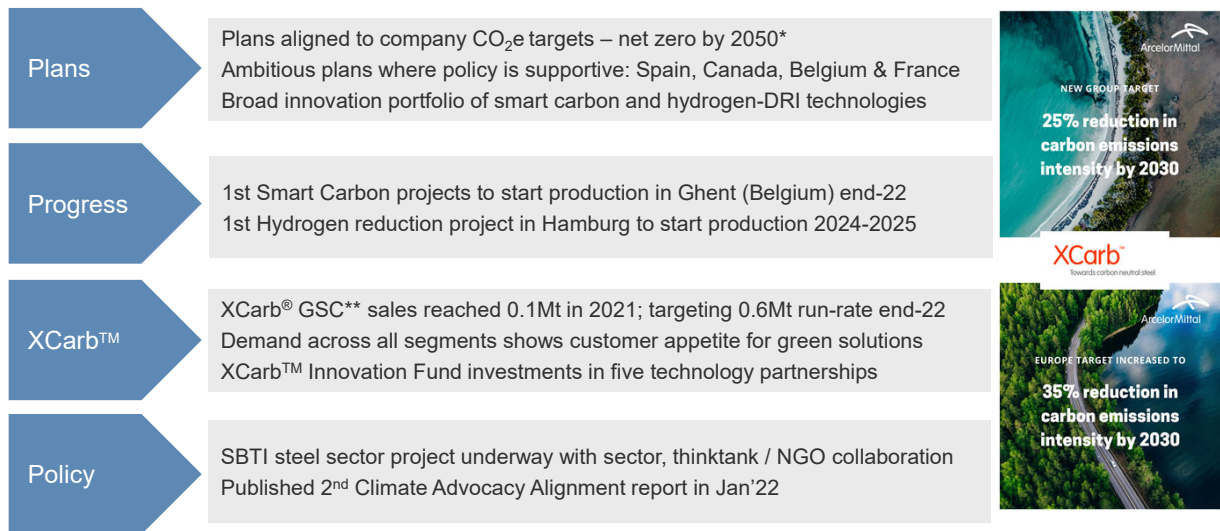 Plans
Plans aligned to company CO₂e targets – net zero by 2050*
Ambitious plans where policy is supportive: Spain, Canada, Belgium & France
Broad innovation portfolio of smart carbon and hydrogen-DRI technologies
Progress
1st Smart Carbon projects to start production in Ghent (Belgium) end-22
1st Hydrogen reduction project in Hamburg to start production 2024-2025
XCarb™
XCarb® GSC** sales reached 0.1Mt in 2021; targeting 0.6Mt run-rate end-22
Demand across all segments shows customer appetite for green solutions
XCarb™ Innovation Fund investments in five technology partnerships
Policy
SBTI steel sector project underway with sector, thinktank / NGO collaboration
Published 2nd Climate Advocacy Alignment report in Jan'22
ArcelorMittal
NEW GROUP TARGET
25% reduction in
carbon emissions
intensity by 2030
XCarb™
Towards carbon neutral steel
ArcelorMittal
EUROPE TARGET INCREASED TO
35% reduction in
carbon emissions
intensity by 2030